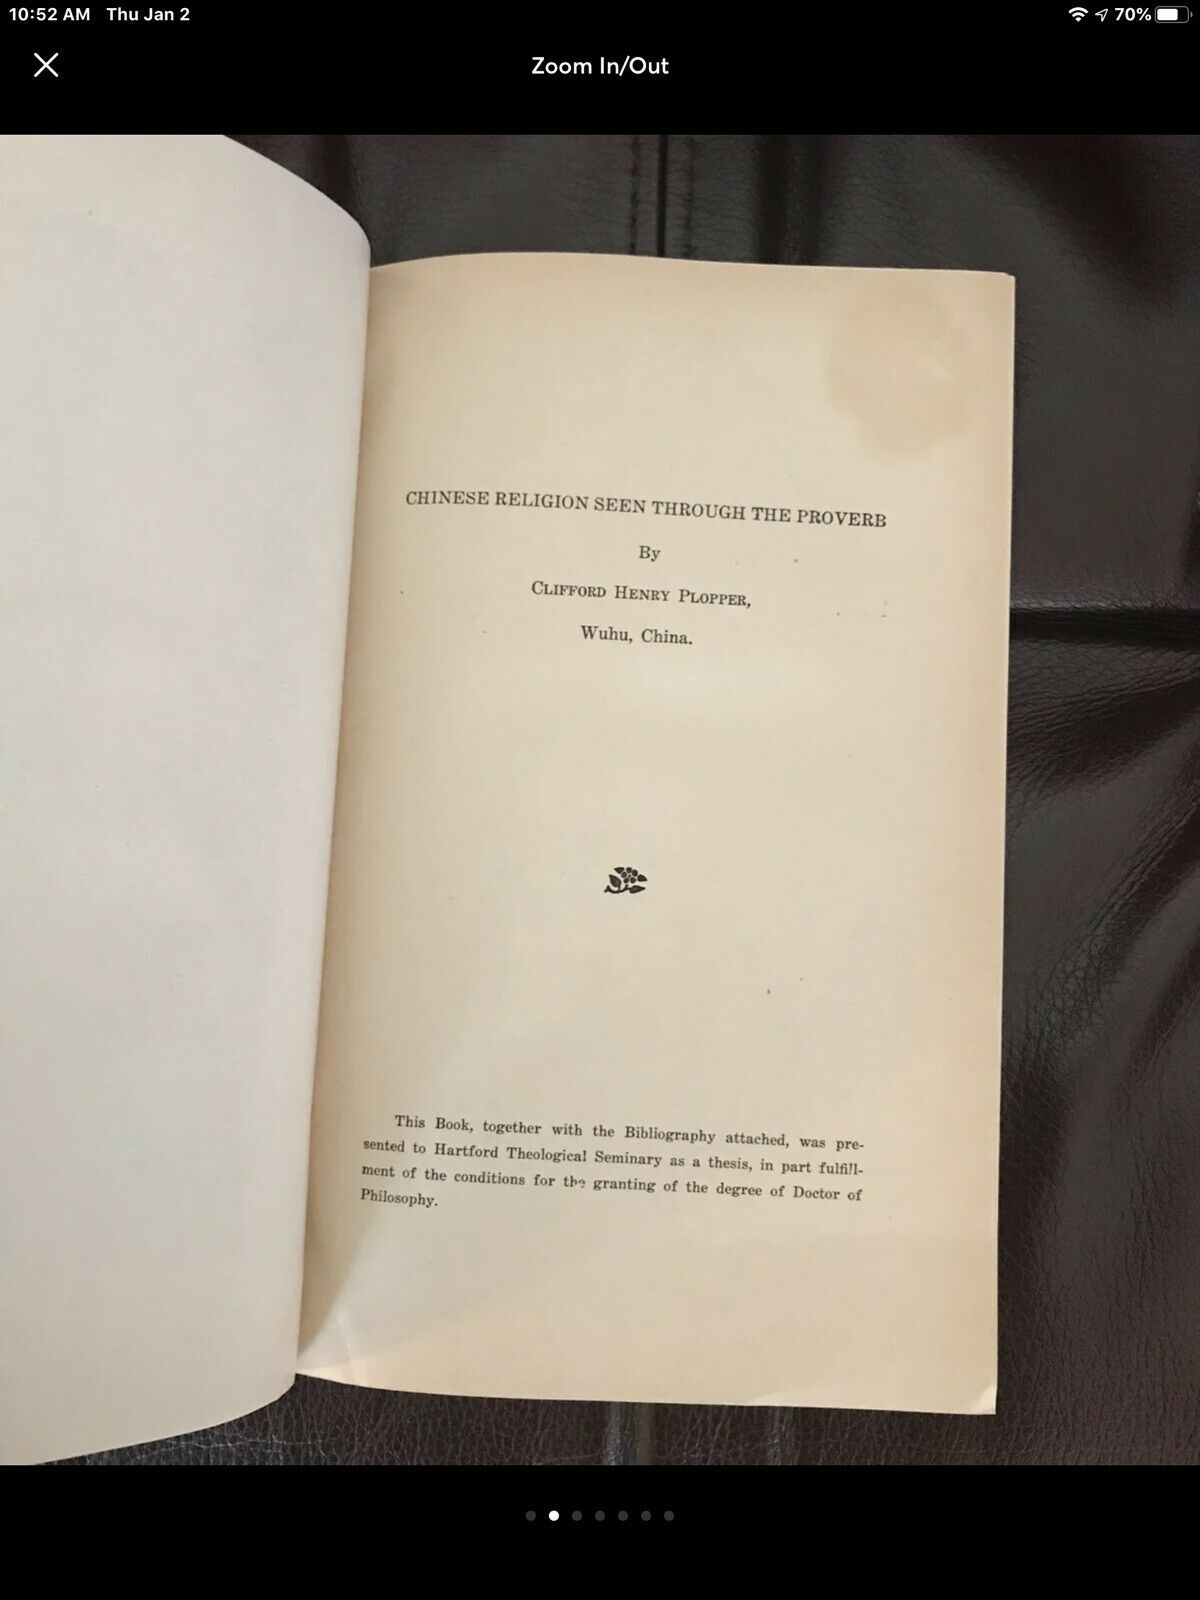 10:52 AM Thu Jan 2
70%
Zoom In/Out
CHINESE RELIGION SEEN THROUGH THE PROVERB
By
CLIFFORD HENRY PLOPPER,
Wuhu, China.
This Book, together with the Bibliography attached, was pre-
sented to Hartford Theological Seminary as a thesis, in part fulfill-
ment of the conditions for the granting of the degree of Doctor of
Philosophy.